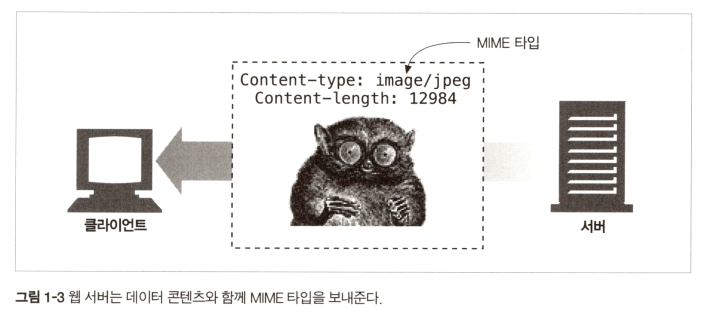 MIME 타입
Content-type: image/jpeg
Content-length: 12984
클라이언트
서버
그림 1-3 웹 서버는 데이터 콘텐츠와 함께 MIME 타입을 보내준다.